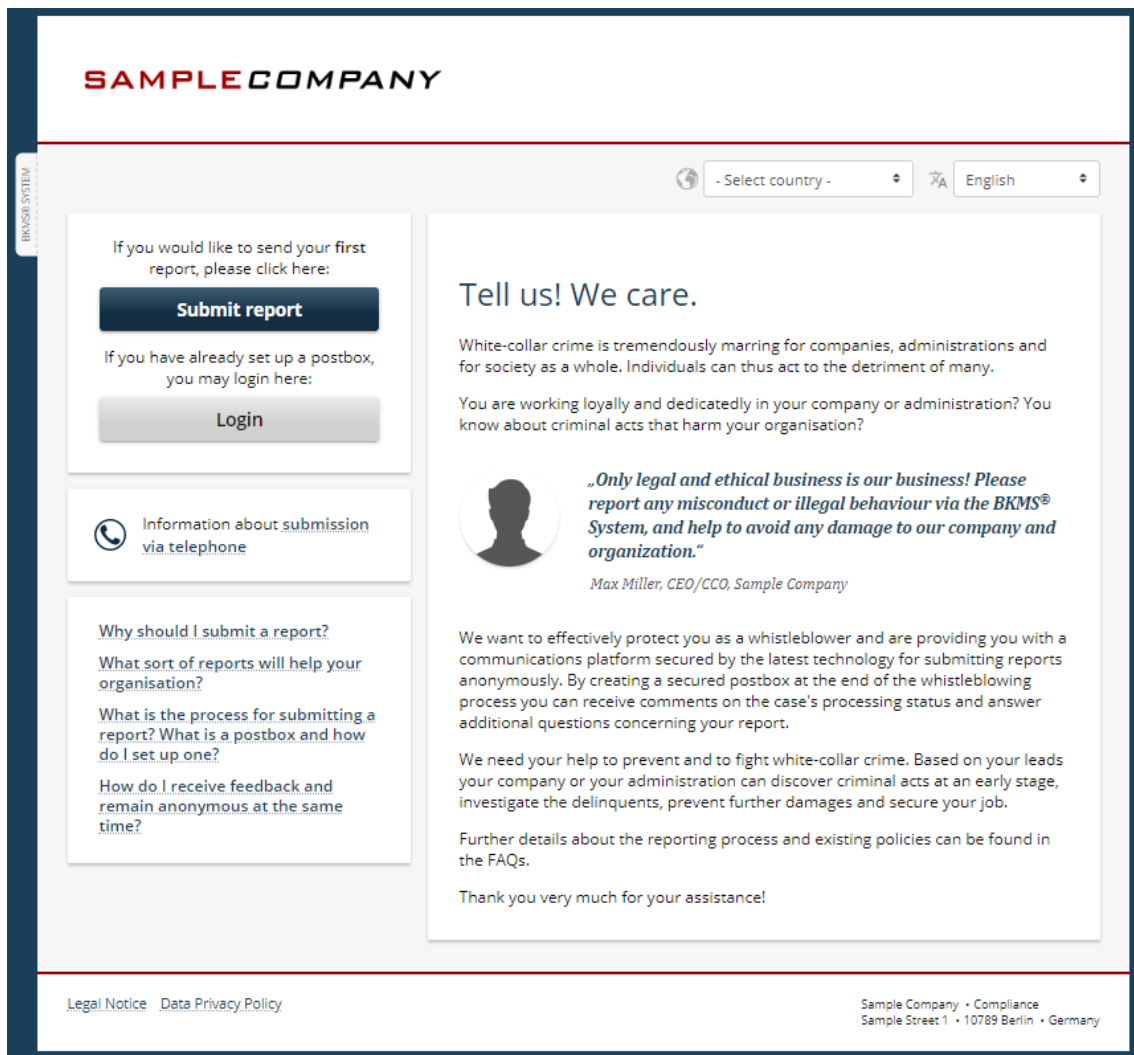 SAMPLECOMPANY
BKMS® SYSTEM
- Select country -
English
If you would like to send your first
report, please click here:
Submit report
If you have already set up a postbox,
you may login here:
Login
Information about submission
via telephone
Why should I submit a report?
What sort of reports will help your
organisation?
What is the process for submitting a
report? What is a postbox and how
do I set up one?
How do I receive feedback and
remain anonymous at the same
time?
Tell us! We care.
White-collar crime is tremendously marring for companies, administrations and
for society as a whole. Individuals can thus act to the detriment of many.
You are working loyally and dedicatedly in your company or administration? You
know about criminal acts that harm your organisation?
„Only legal and ethical business is our business! Please
report any misconduct or illegal behaviour via the BKMS®
System, and help to avoid any damage to our company and
organization.“
Max Miller, CEO/CCO, Sample Company
We want to effectively protect you as a whistleblower and are providing you with a
communications platform secured by the latest technology for submitting reports
anonymously. By creating a secured postbox at the end of the whistleblowing
process you can receive comments on the case's processing status and answer
additional questions concerning your report.
We need your help to prevent and to fight white-collar crime. Based on your leads
your company or your administration can discover criminal acts at an early stage,
investigate the delinquents, prevent further damages and secure your job.
Further details about the reporting process and existing policies can be found in
the FAQs.
Thank you very much for your assistance!
Legal Notice Data Privacy Policy
Sample Company • Compliance
Sample Street 1 • 10789 Berlin • Germany